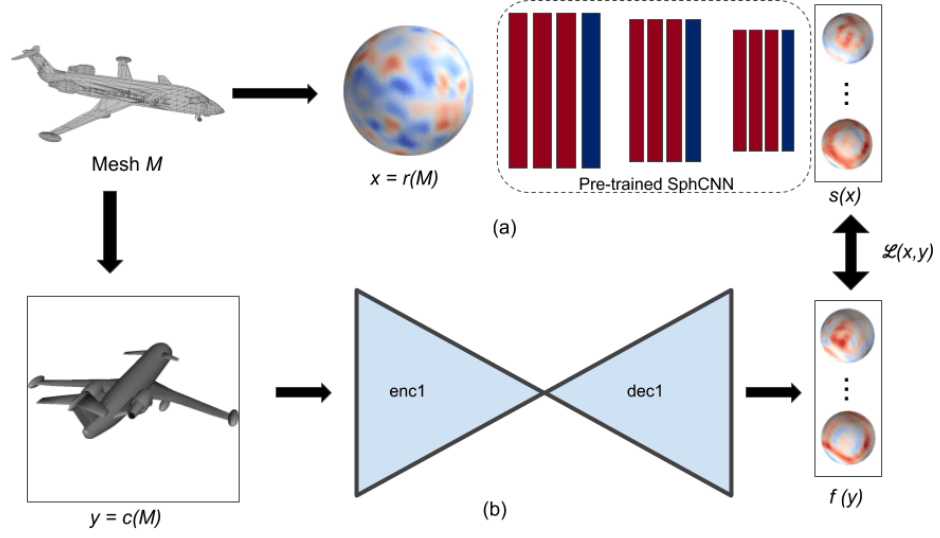 Mesh M
x = r(M)
Pre-trained SphCNN
s(x)
(a)
ℒ(x,y)
enc1
dec1
y = c(M)
(b)
f (y)